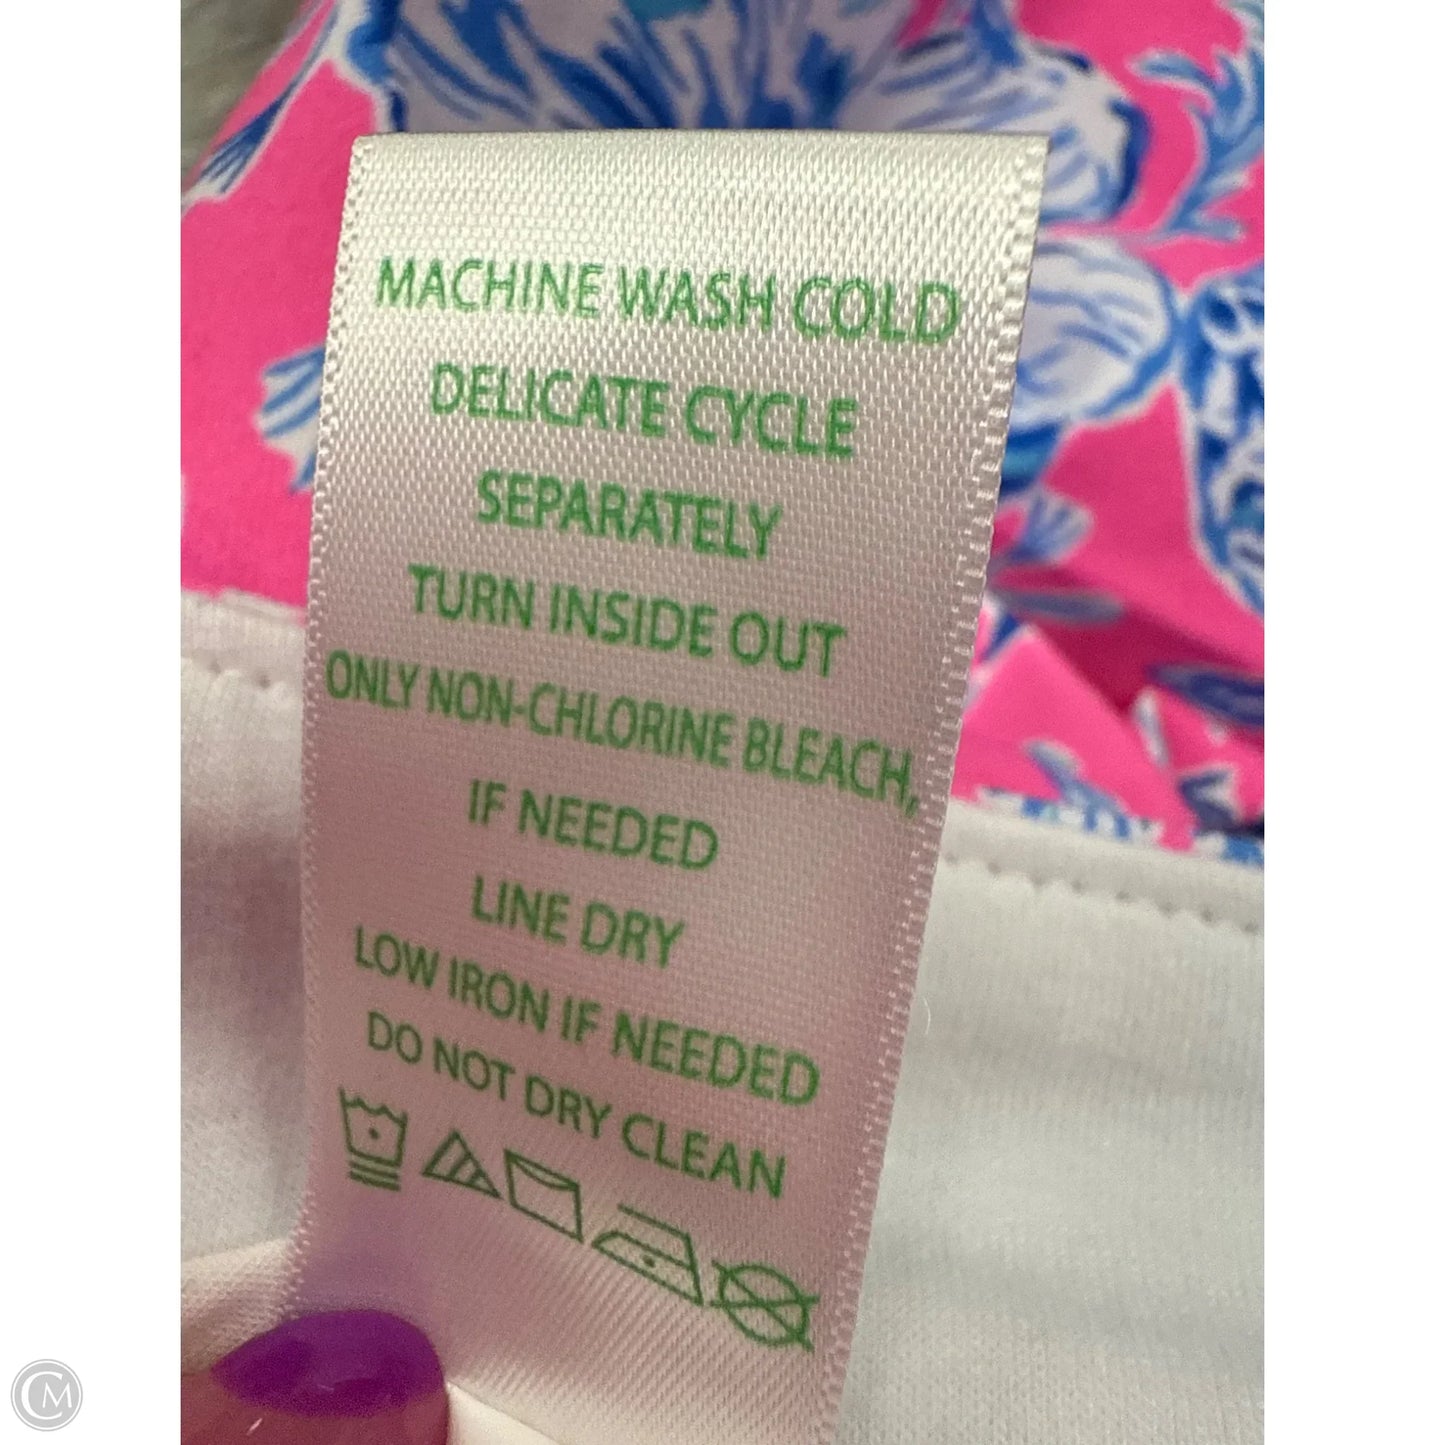 MACHINE WASH COLD
DELICATE CYCLE
SEPARATELY
TURN INSIDE OUT
ONLY NON-CHLORINE BLEACH,
IF NEEDED
LINE DRY
LOW IRON IF NEEDED
DO NOT DRY CLEAN
CM